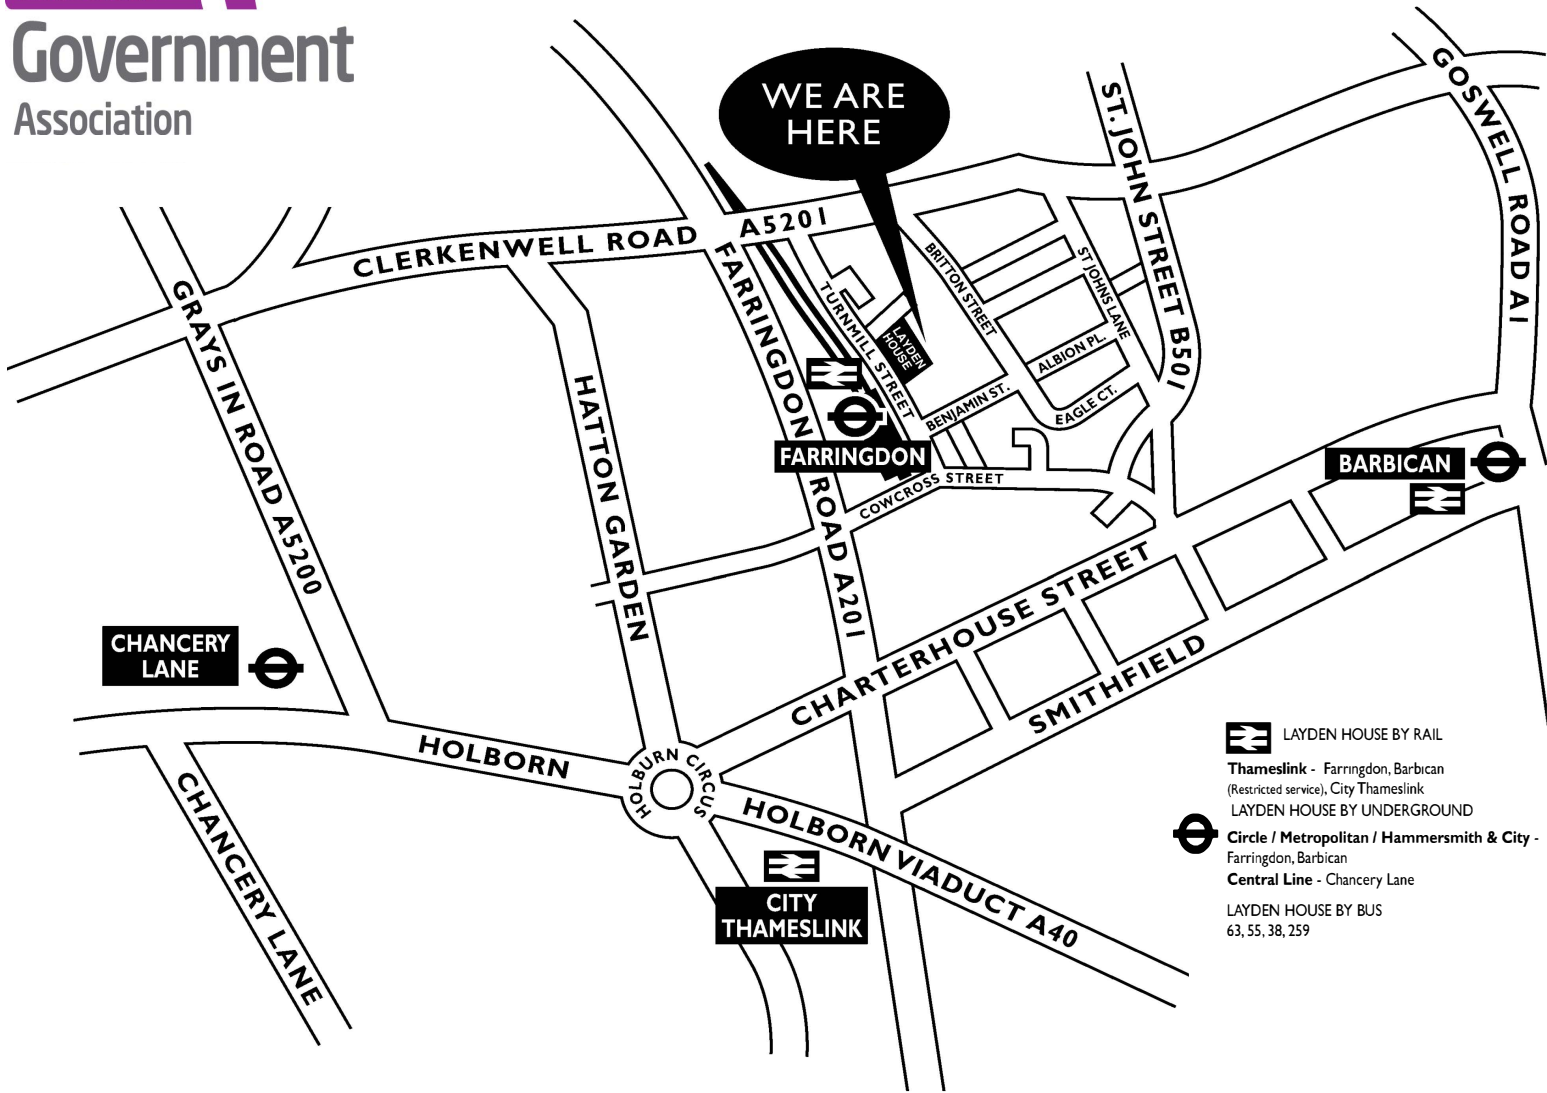 Government
Association
WE ARE
HERE
ST. JOHN STREET B501
GOSWELL ROAD A1
CLERKENWELL ROAD
A5201
GRAYS IN ROAD A5200
HATTON GARDEN
FARRINGDON ROAD A201
TURNMILL STREET
LAYDEN
HOUSE
BRITTON STREET
ST JOHNS LANE
ALBION PL.
BENJAMIN ST.
EAGLE CT.
FARRINGDON
COWCROSS STREET
BARBICAN
CHARTERHOUSE STREET
SMITHFIELD
CHANCERY
LANE
HOLBORN
HOLBURN CIRCUS
HOLBORN VIADUCT A40
CHANCERY LANE
CITY
THAMESLINK
LAYDEN HOUSE BY RAIL
Thameslink - Farringdon, Barbican
(Restricted service), City Thameslink
LAYDEN HOUSE BY UNDERGROUND
Circle / Metropolitan / Hammersmith & City -
Farringdon, Barbican
Central Line - Chancery Lane
LAYDEN HOUSE BY BUS
63, 55, 38, 259